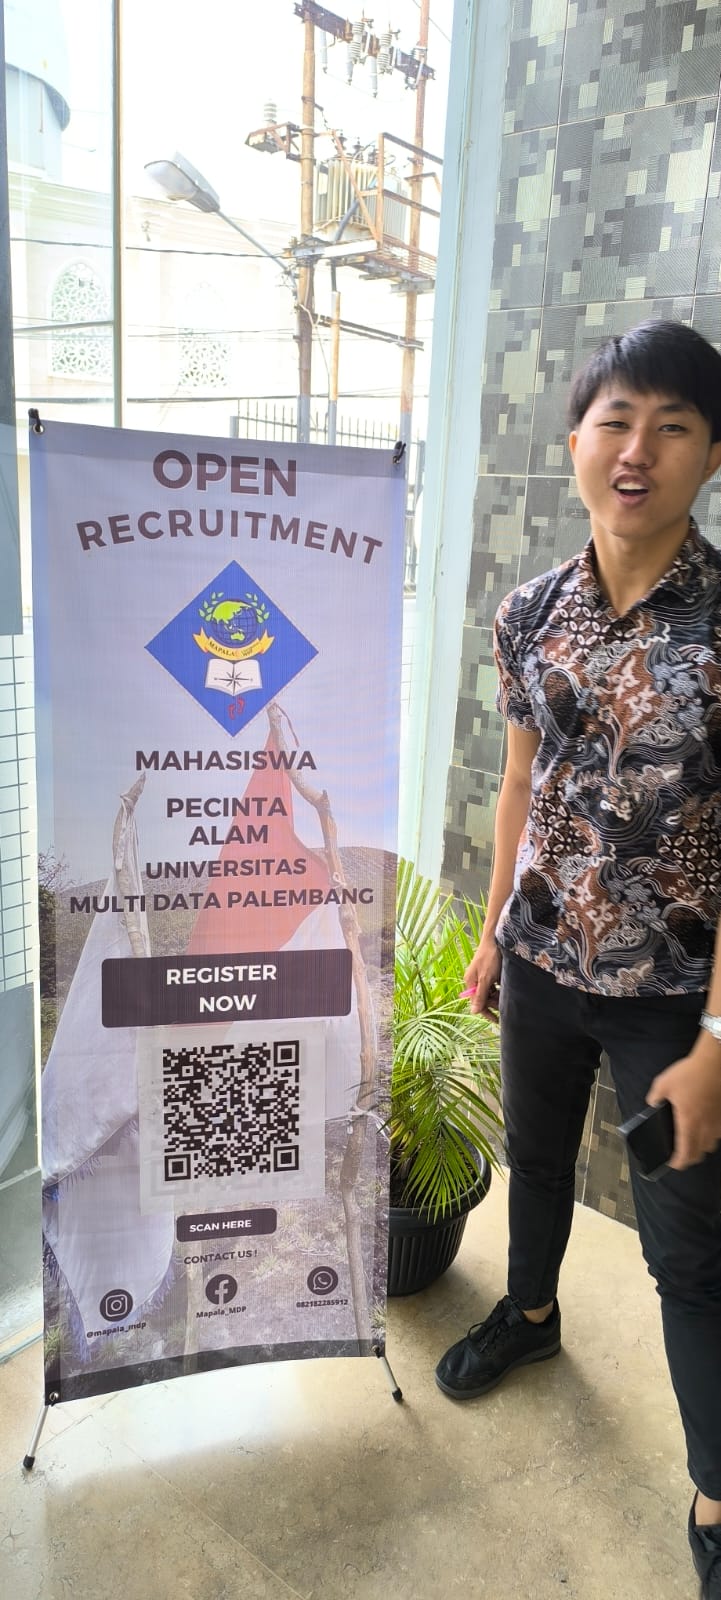 OPEN
RECRUITMENT
MAPALA
MAHASISWA
PECINTA
ALAM
UNIVERSITAS
MULTI DATA PALEMBANG
REGISTER
NOW
SCAN HERE
CONTACT US !
@mapala_mdp
Mapala_MDP
082182285912